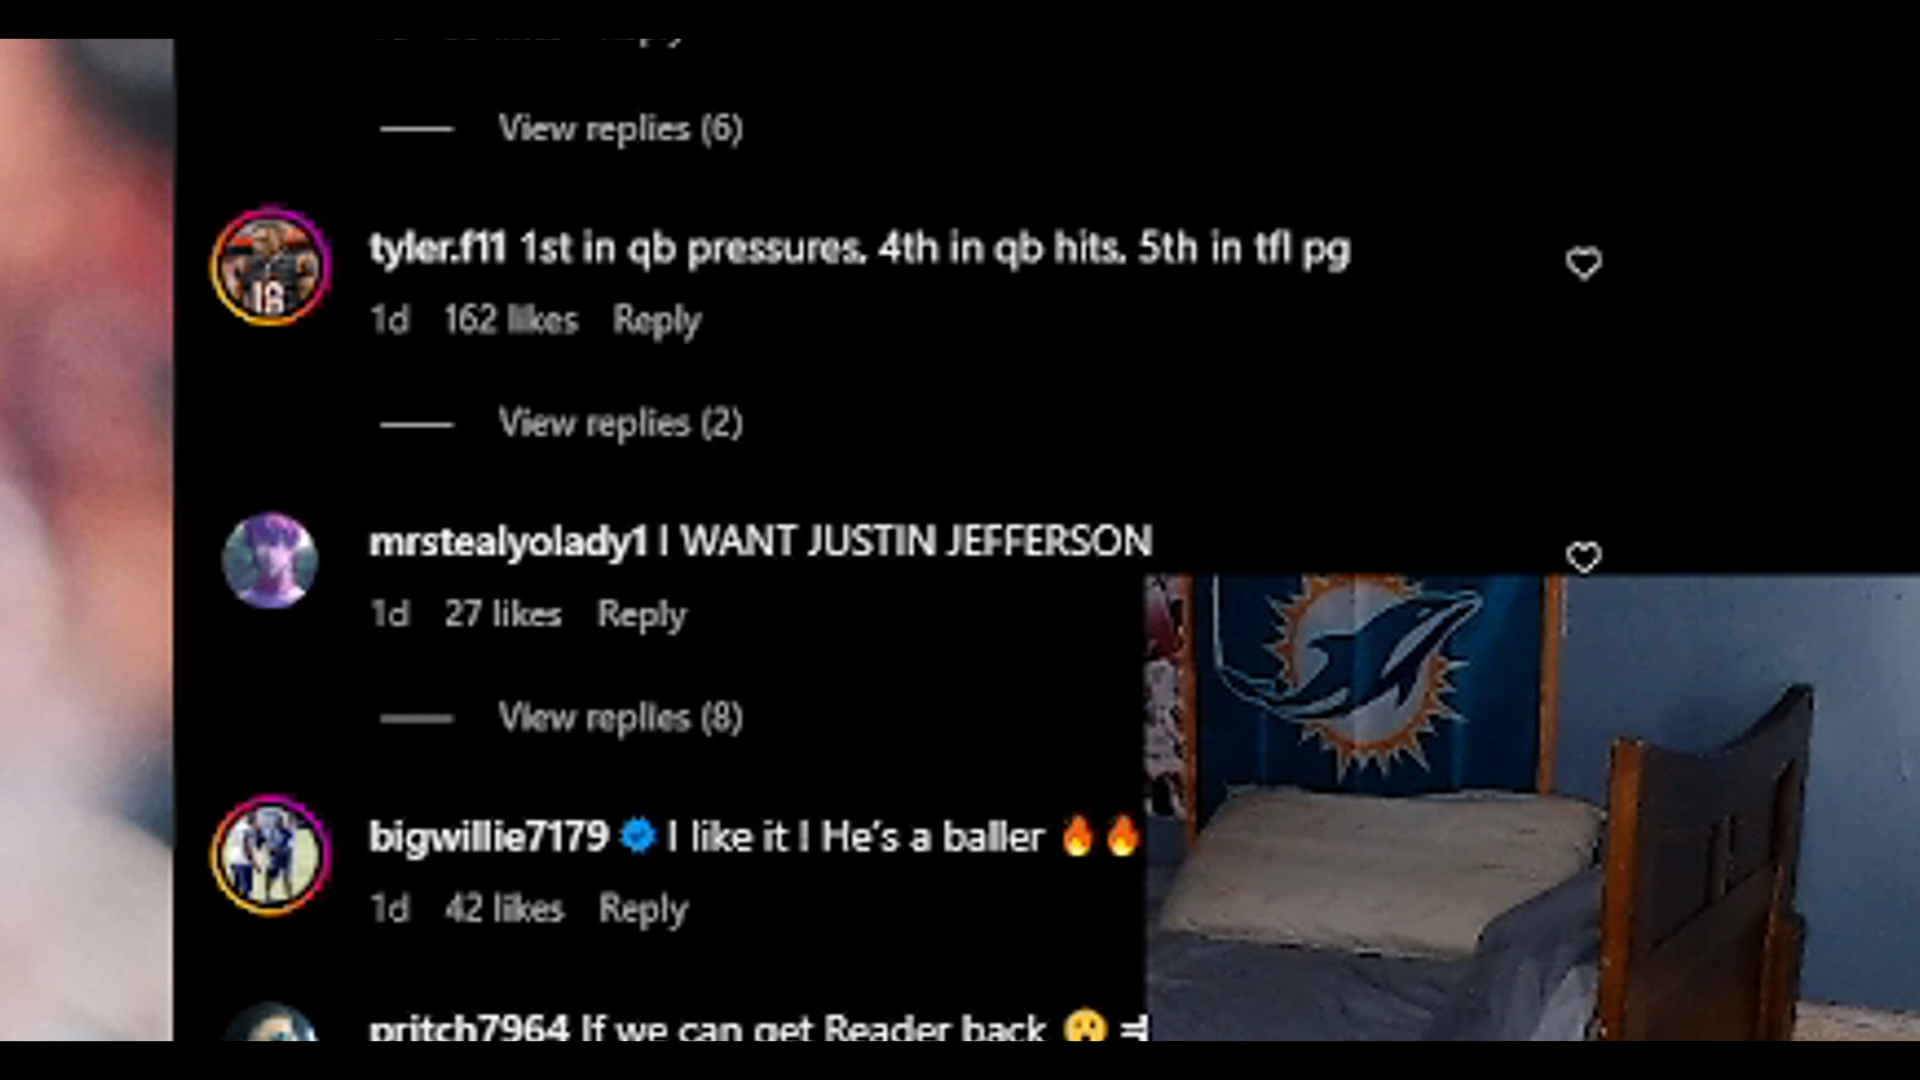 View replies (6)
tyler.f11 1st in qb pressures. 4th in qb hits. 5th in tfl pg
1d 162 likes Reply
View replies (2)
mrstealyolady1 I WANT JUSTIN JEFFERSON
1d 27 likes Reply
View replies (8)
bigwillie7179 I like it ! He's a baller 🔥🔥
1d 42 likes Reply
pritch7964 If we can get Reader back 😮